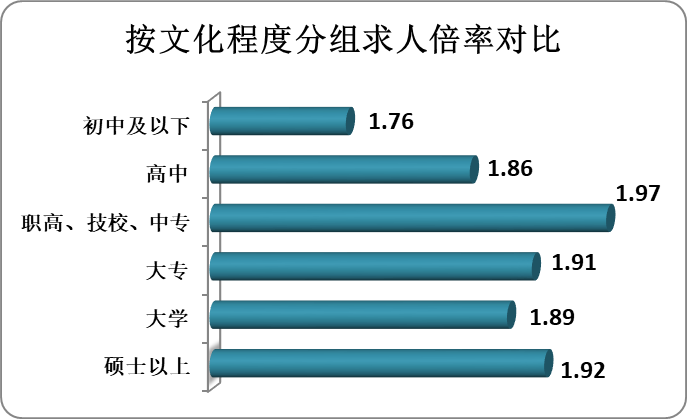 按文化程度分组求人倍率对比
初中及以下 1.76
高中 1.86
职高、技校、中专 1.97
大专 1.91
大学 1.89
硕士以上 1.92